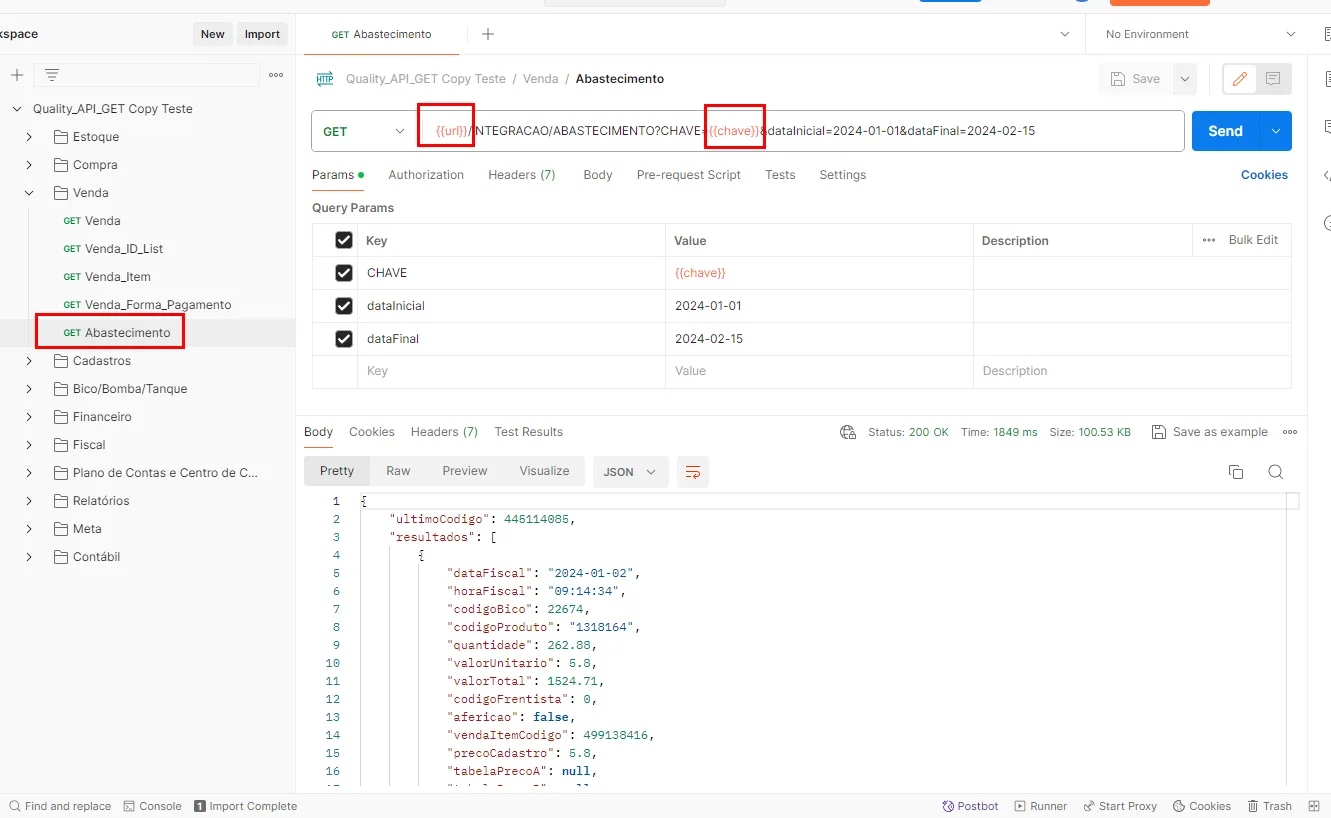 kspace
New
Import
GET Abastecimento
No Environment
Quality_API_GET Copy Teste / Venda / Abastecimento
Save
Quality_API_GET Copy Teste
Estoque
Compra
Venda
GET Venda
GET Venda_ID_List
GET Venda_Item
GET Venda_Forma_Pagamento
GET Abastecimento
Cadastros
Bico/Bomba/Tanque
Financeiro
Fiscal
Plano de Contas e Centro de C...
Relatórios
Meta
Contábil
GET {{url}}/INTEGRACAO/ABASTECIMENTO?CHAVE={{chave}}&dataInicial=2024-01-01&dataFinal=2024-02-15
Send
Params Authorization Headers (7) Body Pre-request Script Tests Settings Cookies
Query Params
Key Value Description Bulk Edit
CHAVE {{chave}}
dataInicial 2024-01-01
dataFinal 2024-02-15
Key Value Description
Body Cookies Headers (7) Test Results Status: 200 OK Time: 1849 ms Size: 100.53 KB Save as example
Pretty Raw Preview Visualize JSON
1 {
2 "ultimoCodigo": 445114085,
3 "resultados": [
4 {
5 "dataFiscal": "2024-01-02",
6 "horaFiscal": "09:14:34",
7 "codigoBico": 22674,
8 "codigoProduto": "1318164",
9 "quantidade": 262.88,
10 "valorUnitario": 5.8,
11 "valorTotal": 1524.71,
12 "codigoFrentista": 0,
13 "afericao": false,
14 "vendaItemCodigo": 499138416,
15 "precoCadastro": 5.8,
16 "tabelaPrecoA": null,
Find and replace Console 1 Import Complete Postbot Runner Start Proxy Cookies Trash